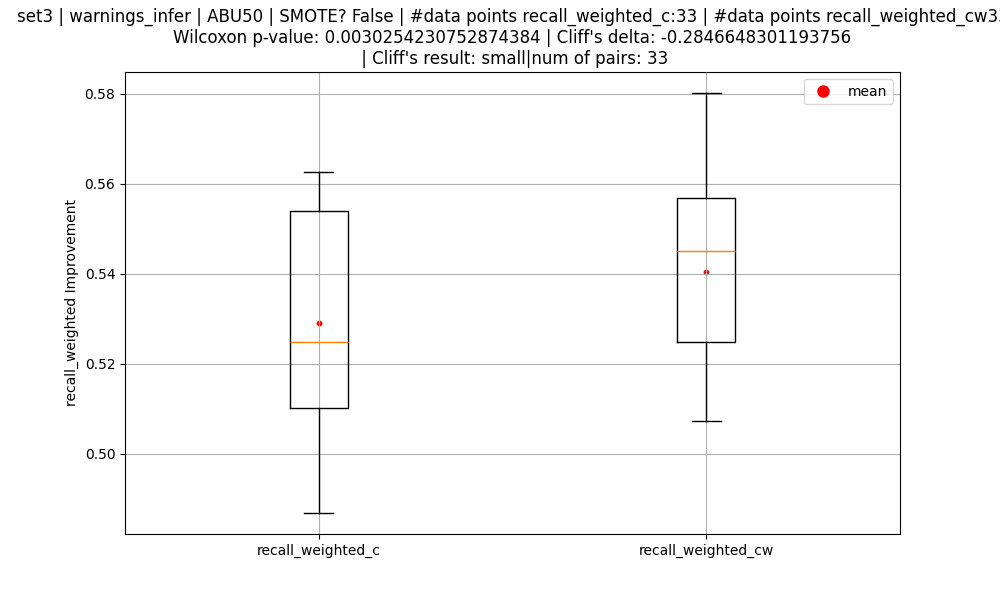 set3 | warnings_infer | ABU50 | SMOTE? False | #data points recall_weighted_c:33 | #data points recall_weighted_cw3
Wilcoxon p-value: 0.0030254230752874384 | Cliff's delta: -0.2846648301193756
| Cliff's result: small|num of pairs: 33
mean
0.58
0.56
0.54
0.52
0.50
recall_weighted Improvement
recall_weighted_c
recall_weighted_cw